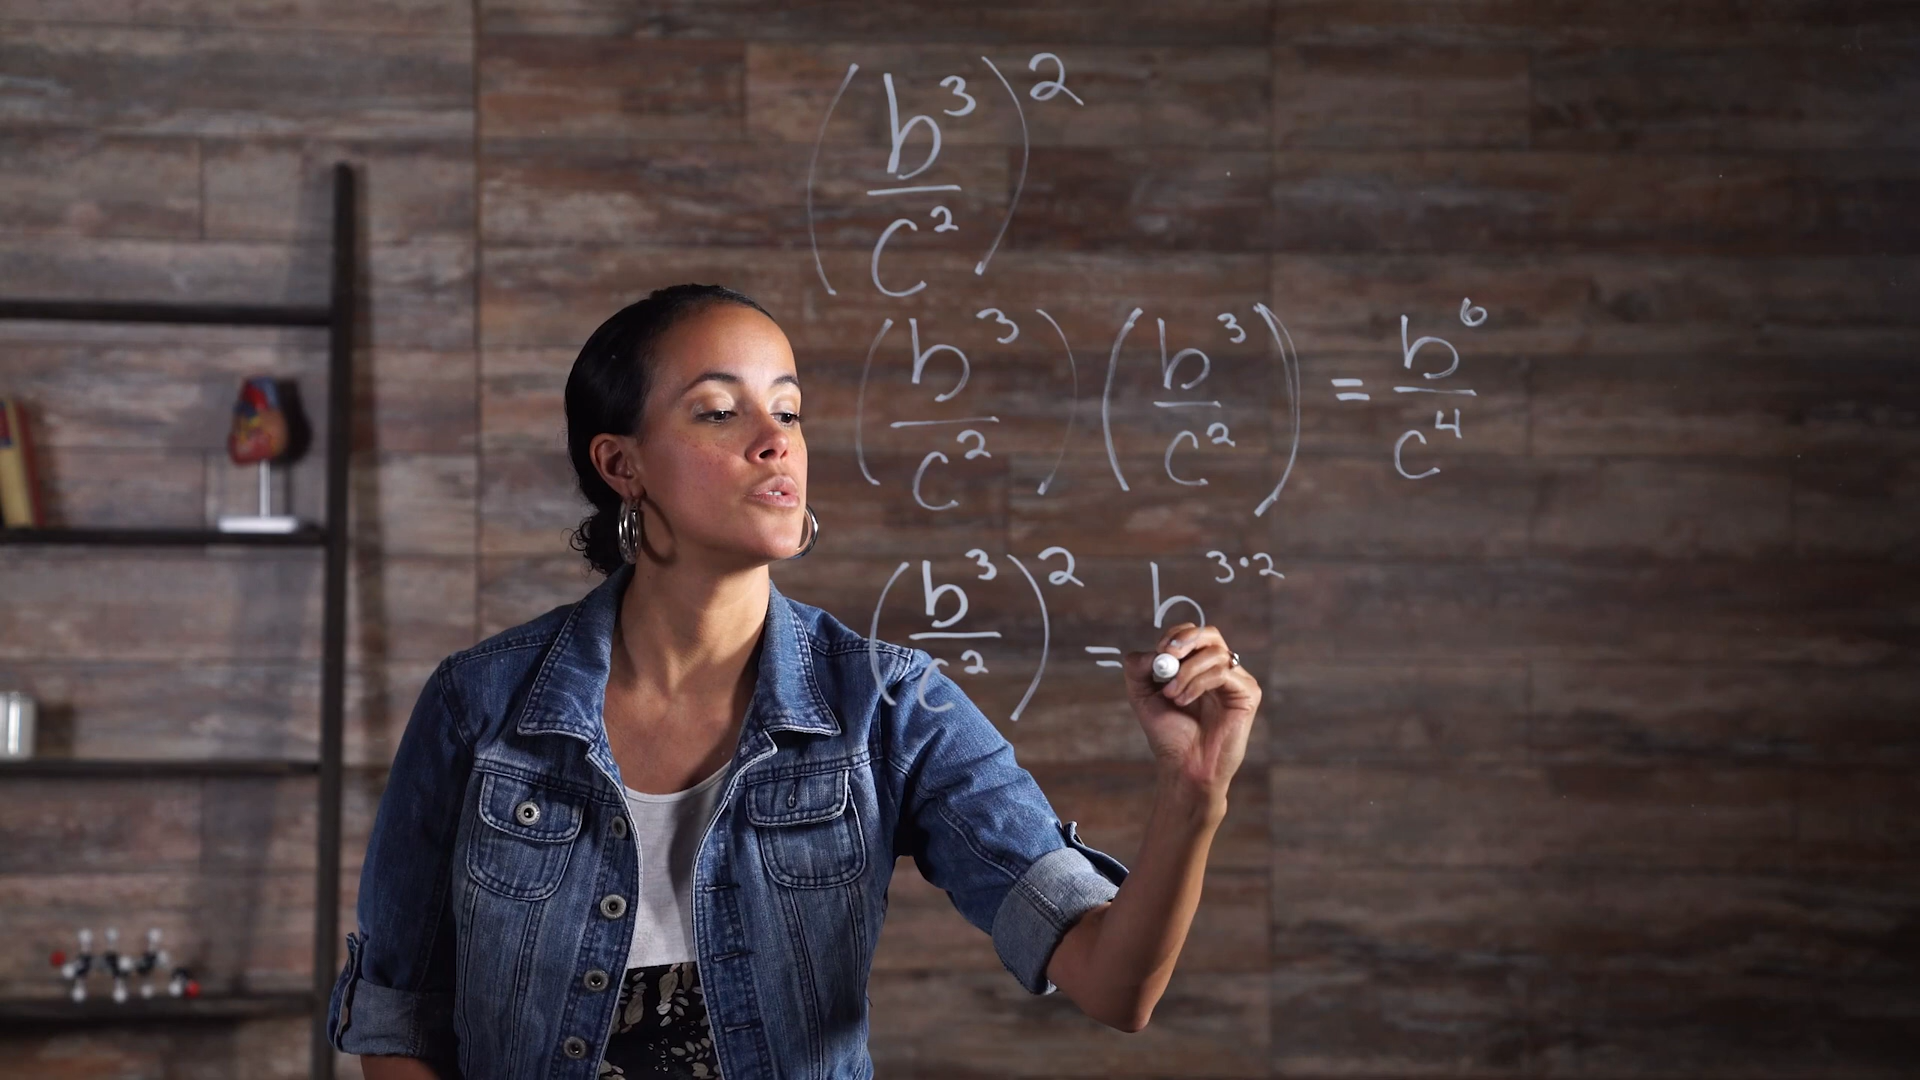 (b³/c²)²
(b³/c²)(b³/c²) = b⁶/c⁴
(b³/c²)² = b³·²